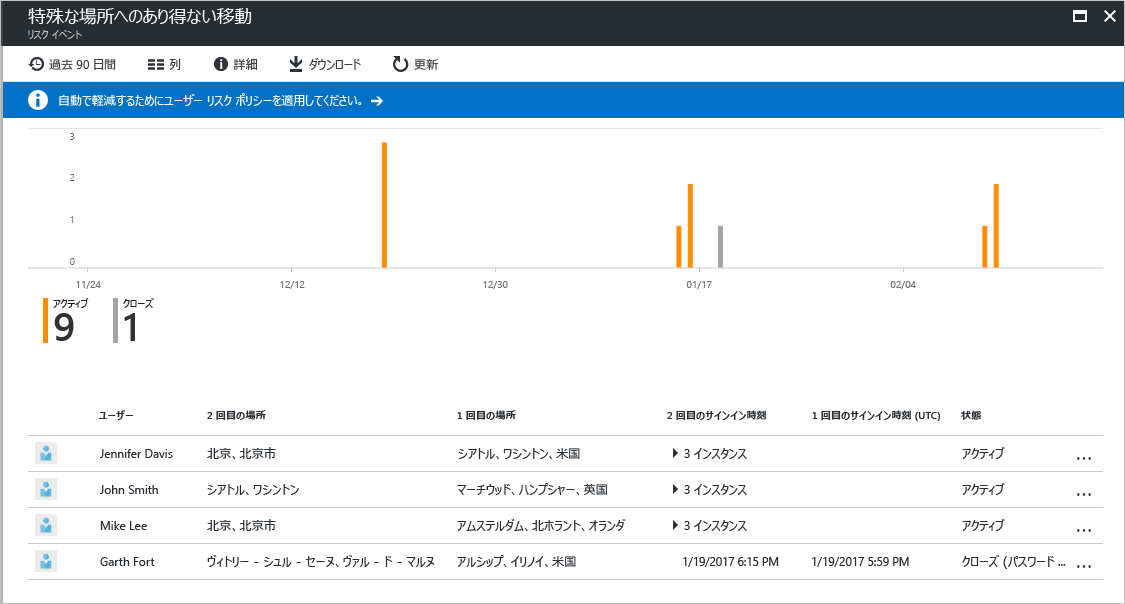 特殊な場所へのあり得ない移動
リスク イベント
過去 90 日間 列 詳細 ダウンロード 更新
自動で軽減するためにユーザー リスク ポリシーを適用してください。 →
3
2
1
0
11/24 12/12 12/30 01/17 02/04
アクティブ クローズ
9 1
ユーザー 2 回目の場所 1 回目の場所 2 回目のサインイン時刻 1 回目のサインイン時刻 (UTC) 状態
Jennifer Davis 北京、北京市 シアトル、ワシントン、米国 3 インスタンス アクティブ ...
John Smith シアトル、ワシントン マーチウッド、ハンプシャー、英国 3 インスタンス アクティブ ...
Mike Lee 北京、北京市 アムステルダム、北ホラント、オランダ 3 インスタンス アクティブ ...
Garth Fort ヴィトリー - シュル - セーヌ、ヴァル - ド - マルヌ アルシップ、イリノイ、米国 1/19/2017 6:15 PM 1/19/2017 5:59 PM クローズ (パスワード ... ...